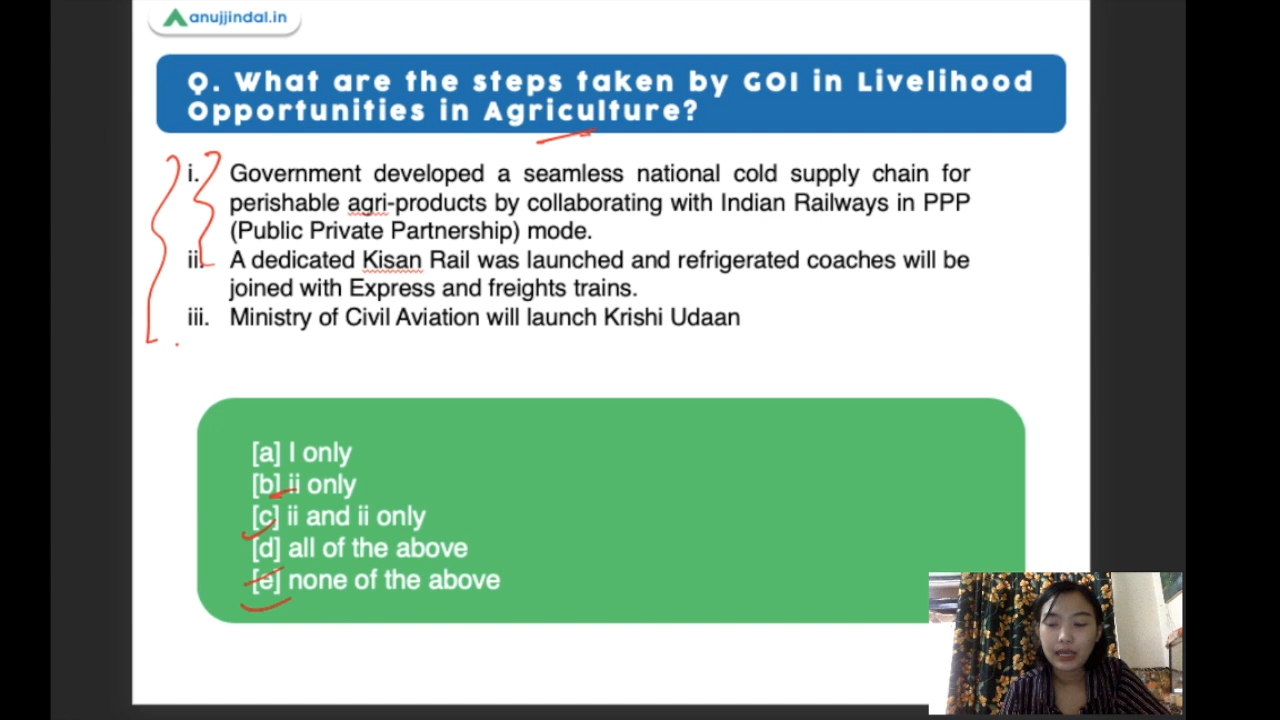 anujjindal.in
Q. What are the steps taken by GOI in Livelihood
Opportunities in Agriculture?
i. Government developed a seamless national cold supply chain for
perishable agri-products by collaborating with Indian Railways in PPP
(Public Private Partnership) mode.
ii. A dedicated Kisan Rail was launched and refrigerated coaches will be
joined with Express and freights trains.
iii. Ministry of Civil Aviation will launch Krishi Udaan
[a] I only
[b] ii only
[c] ii and ii only
[d] all of the above
[e] none of the above